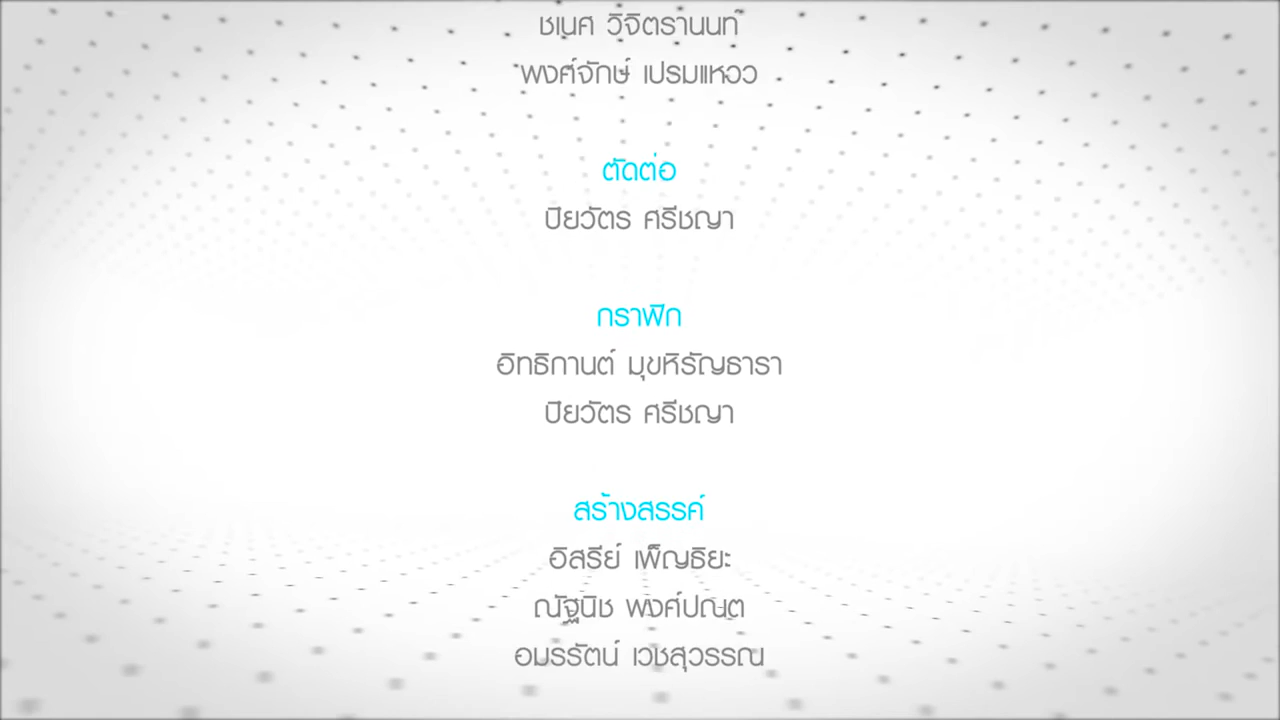 ชเนศ วิจิตรานนท์
พงศ์จักษ์ เปรมแหวว
ตัดต่อ
ปิยวัตร ศรีชญา
กราฟิก
อิทธิกานต์ มุขหิรัญธารา
ปิยวัตร ศรีชญา
สร้างสรรค์
อิสรีย์ เพ็ญธิยะ
ณัฐนิช พงศ์ปณต
อมรรัตน์ เวชสุวรรณ